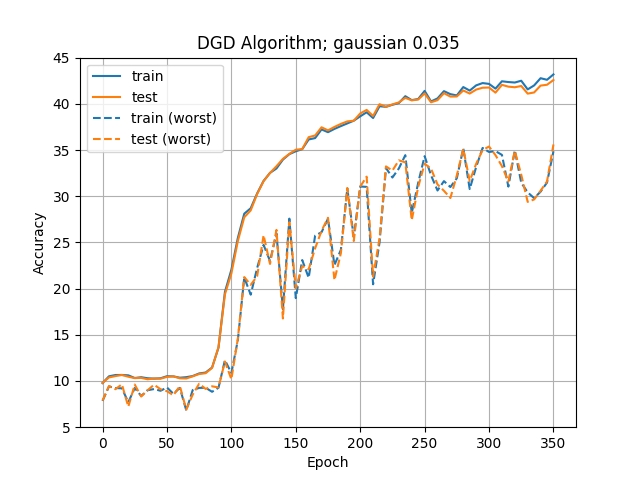 DGD Algorithm; gaussian 0.035
45
40
35
30
25
20
15
10
5
Accuracy
train
test
train (worst)
test (worst)
0 50 100 150 200 250 300 350
Epoch